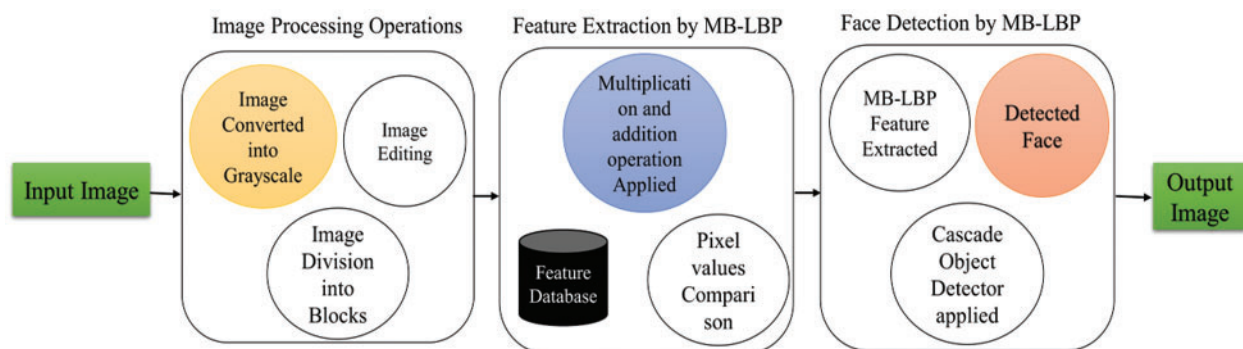 Image Processing Operations
Feature Extraction by MB-LBP
Face Detection by MB-LBP
Input Image
Image
Converted
into
Grayscale
Image
Editing
Image
Division
into
Blocks
Multiplicati
on and
addition
operation
Applied
Feature
Database
Pixel
values
Compari
son
MB-LBP
Feature
Extracted
Detected
Face
Cascade
Object
Detector
applied
Output
Image